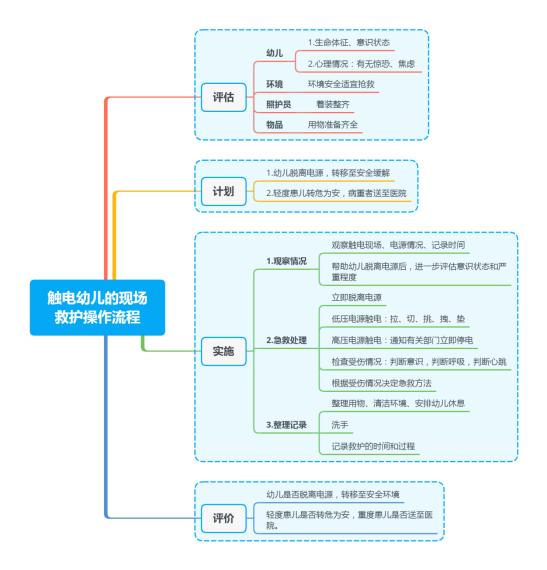 触电幼儿的现场
救护操作流程
评估
幼儿
1.生命体征、意识状态
2.心理情况：有无惊恐、焦虑
环境
环境安全适宜抢救
照护员
着装整齐
物品
用物准备齐全
计划
1.幼儿脱离电源，转移至安全缓解
2.轻度患儿转危为安，病重者送至医院
实施
1.观察情况
观察触电现场、电源情况、记录时间
帮助幼儿脱离电源后，进一步评估意识状态和严
重程度
2.急救处理
立即脱离电源
低压电源触电：拉、切、挑、拽、垫
高压电源触电：通知有关部门立即停电
检查受伤情况：判断意识，判断呼吸，判断心跳
根据受伤情况决定急救方法
3.整理记录
整理用物、清洁环境、安排幼儿休息
洗手
记录救护的时间和过程
评价
幼儿是否脱离电源，转移至安全环境
轻度患儿是否转危为安，重度患儿是否送至医
院。